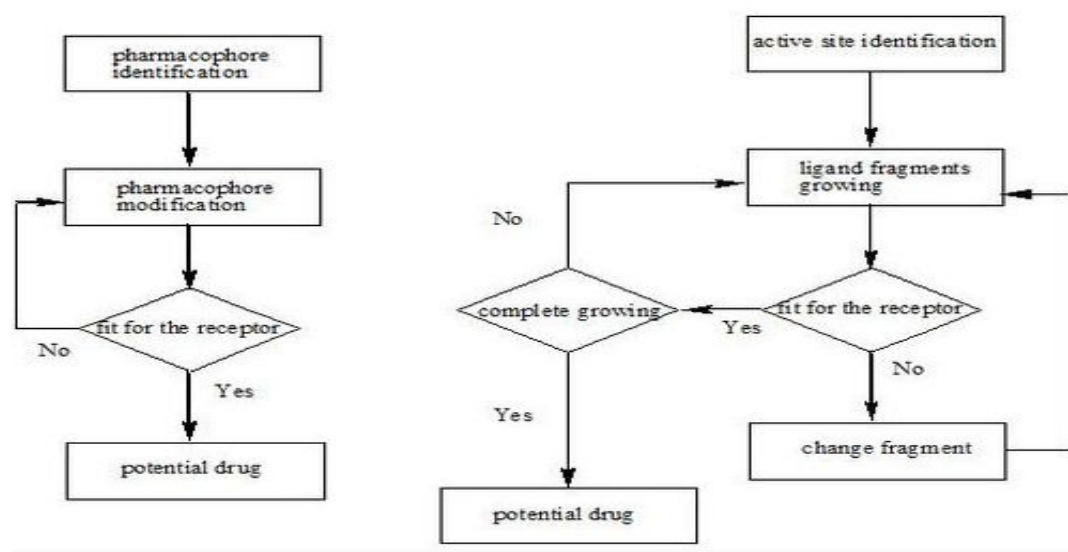 pharmacophore
identification
pharmacophore
modification
fit for the receptor
No
Yes
potential drug
active site identification
ligand fragments
growing
No
complete growing
Yes
fit for the receptor
No
Yes
change fragment
potential drug